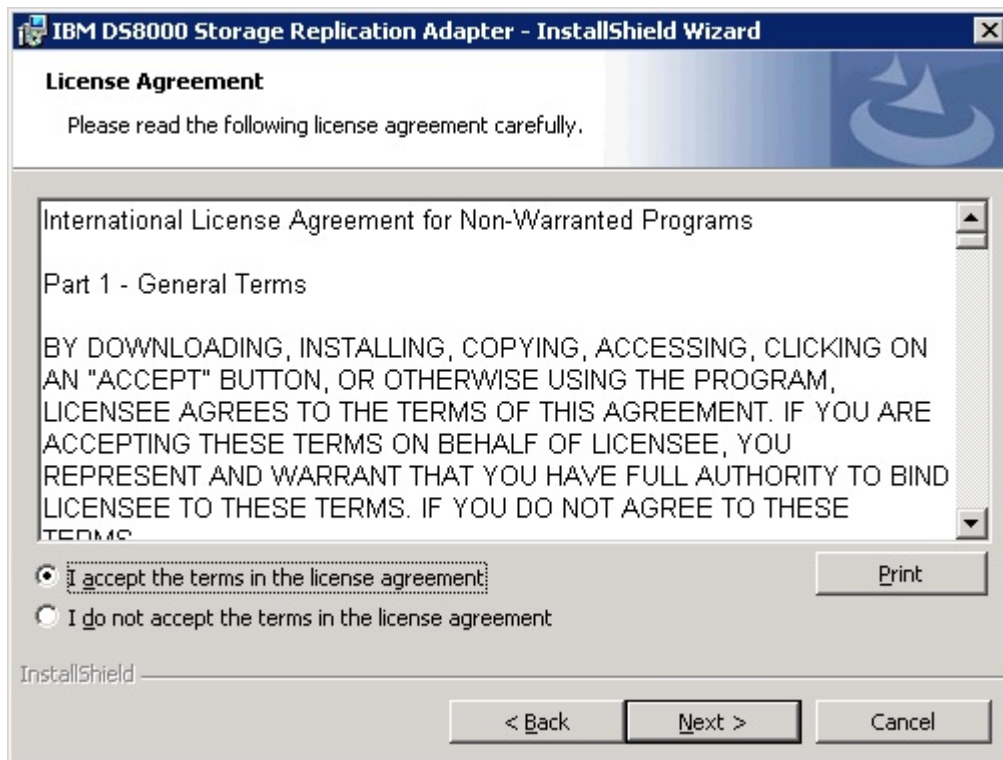 IBM DS8000 Storage Replication Adapter - InstallShield Wizard
License Agreement
Please read the following license agreement carefully.
International License Agreement for Non-Warranted Programs
Part 1 - General Terms
BY DOWNLOADING, INSTALLING, COPYING, ACCESSING, CLICKING ON
AN "ACCEPT" BUTTON, OR OTHERWISE USING THE PROGRAM,
LICENSEE AGREES TO THE TERMS OF THIS AGREEMENT. IF YOU ARE
ACCEPTING THESE TERMS ON BEHALF OF LICENSEE, YOU
REPRESENT AND WARRANT THAT YOU HAVE FULL AUTHORITY TO BIND
LICENSEE TO THESE TERMS. IF YOU DO NOT AGREE TO THESE
TERMS
I accept the terms in the license agreement
Print
I do not accept the terms in the license agreement
InstallShield
< Back
Next >
Cancel